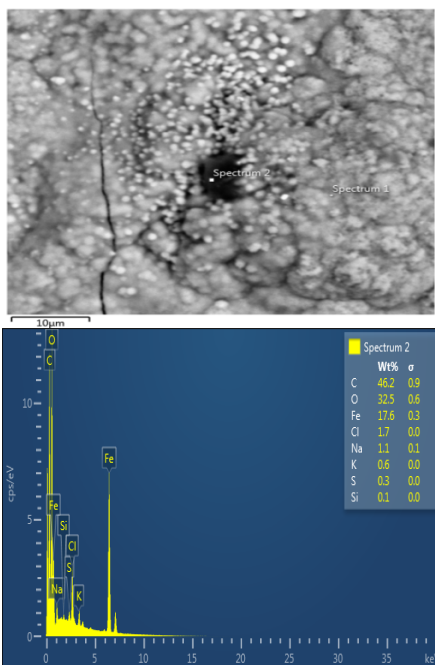 Spectrum 2
Spectrum 1
10µm
Spectrum 2
Wt% σ
C 46.2 0.9
O 32.5 0.6
Fe 17.6 0.3
Cl 1.7 0.0
Na 1.1 0.1
K 0.6 0.0
S 0.3 0.0
Si 0.1 0.0
O
C
10
cps/eV
Fe
5
Fe
Si
Cl
S
Na
K
0
0 5 10 15 20 25 30 35 keV